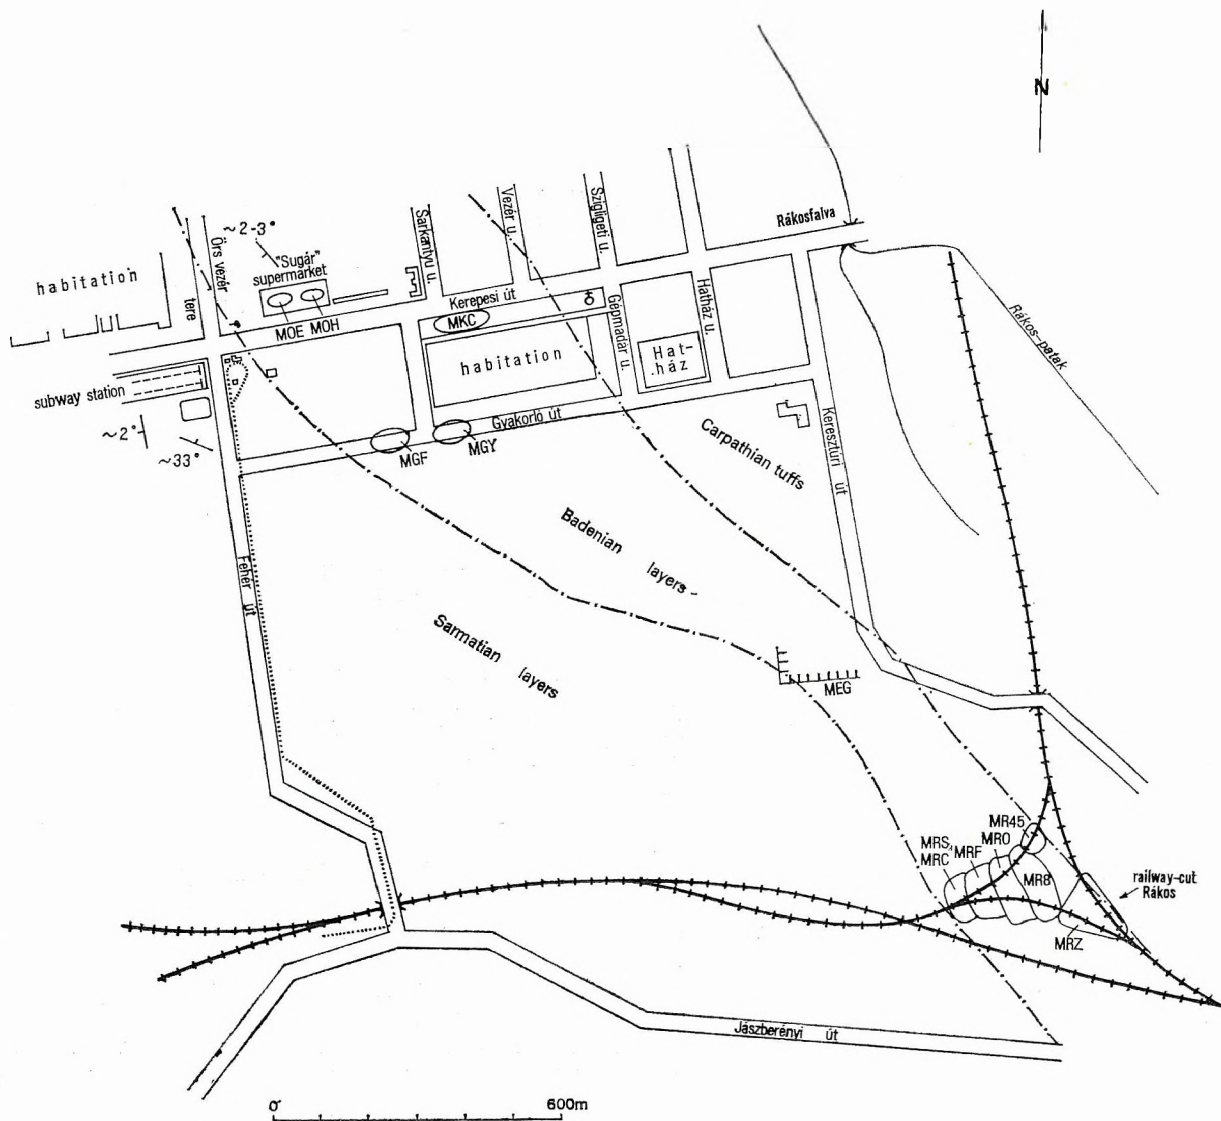 N
Rákosfalva
Szigligeti u.
Vezér u.
Sarkantyu u.
~2-3°
Örs vezér
tere
"Sugár"
supermarket
habitation
Kerepesi út
MOE MOH
MKC
Gépmadár u.
Hatház u.
Rákos-patak
habitation
Hat-
ház
subway station
~2°
~33°
Gyakorló út
MGF
MGY
Carpathian tuffs
Keresztúri út
Badenian layers
Fehér út
Sarmatian layers
MEG
MR45
MRS,
MRC
MRF
MRO
MR8
railway-cut
Rákos
MRZ
Jászberényi út
0
600m